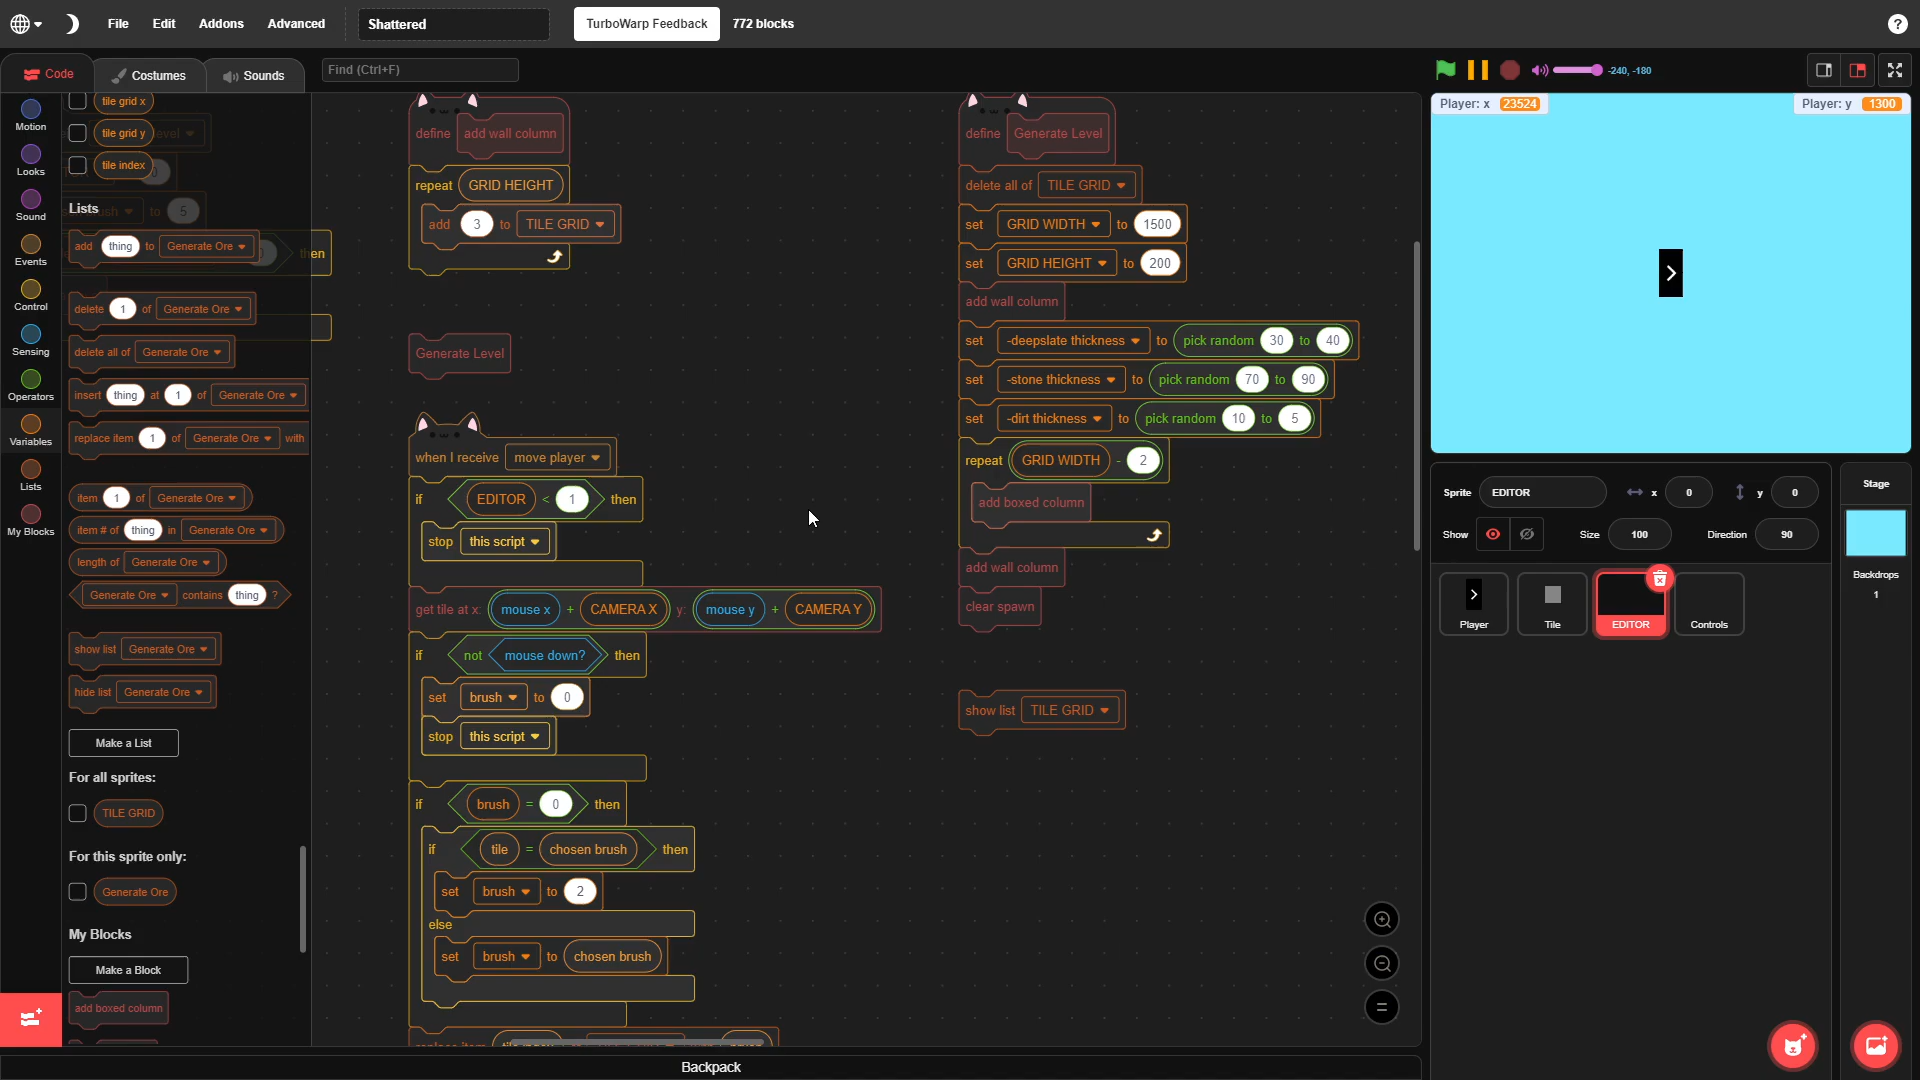 File Edit Addons Advanced Shattered TurboWarp Feedback 772 blocks ?
Code Costumes Sounds Find (Ctrl+F) -240, -180
Motion
Looks
Sound
Events
Control
Sensing
Operators
Variables
Lists
My Blocks
tile grid x
tile grid y
tile index
Lists
add thing to Generate Ore
delete 1 of Generate Ore
delete all of Generate Ore
insert thing at 1 of Generate Ore
replace item 1 of Generate Ore with
item 1 of Generate Ore
item # of thing in Generate Ore
length of Generate Ore
Generate Ore contains thing ?
show list Generate Ore
hide list Generate Ore
Make a List
For all sprites:
TILE GRID
For this sprite only:
Generate Ore
My Blocks
Make a Block
add boxed column
to 5
then
define add wall column
repeat GRID HEIGHT
add 3 to TILE GRID
Generate Level
when I receive move player
if EDITOR < 1 then
stop this script
get tile at x: mouse x + CAMERA X y: mouse y + CAMERA Y
if not mouse down? then
set brush to 0
stop this script
if brush = 0 then
if tile = chosen brush then
set brush to 2
else
set brush to chosen brush
define Generate Level
delete all of TILE GRID
set GRID WIDTH to 1500
set GRID HEIGHT to 200
add wall column
set -deepslate thickness to pick random 30 to 40
set -stone thickness to pick random 70 to 90
set -dirt thickness to pick random 10 to 5
repeat GRID WIDTH - 2
add boxed column
add wall column
clear spawn
show list TILE GRID
Player: x 23524 Player: y 1300
Sprite EDITOR x 0 y 0
Show Size 100 Direction 90
Player Tile EDITOR Controls
Stage
Backdrops
1
Backpack